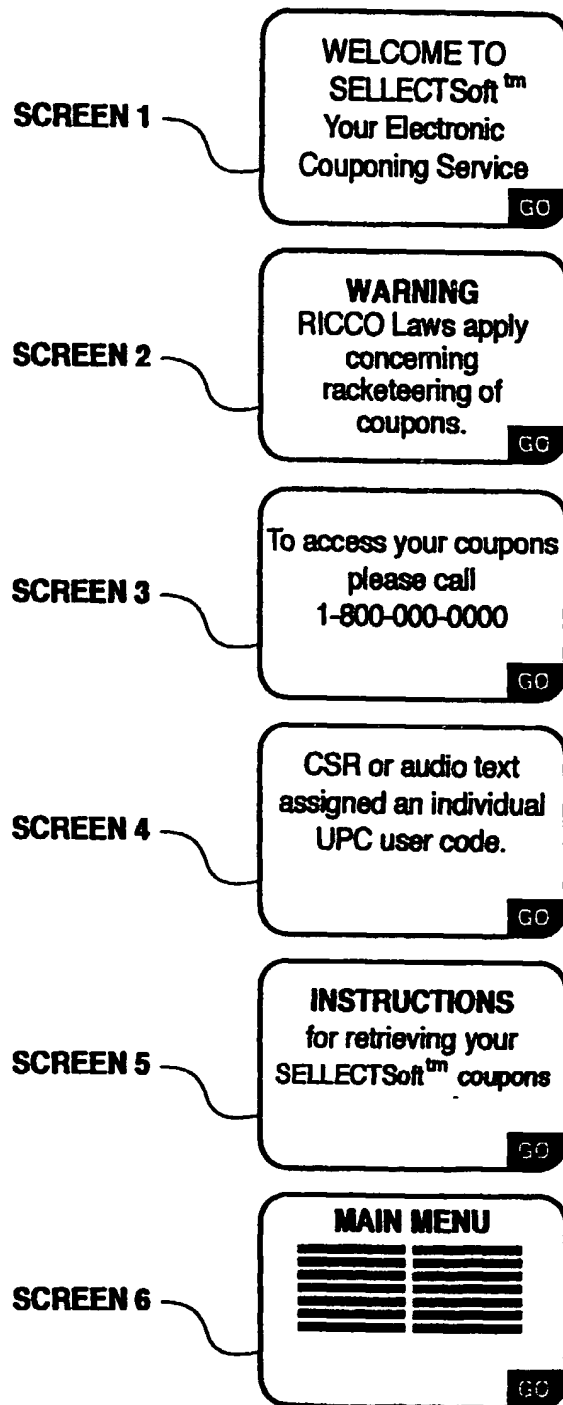 SCREEN 1
WELCOME TO
SELLECTSoft tm
Your Electronic
Couponing Service
GO
SCREEN 2
WARNING
RICCO Laws apply
concerning
racketeering of
coupons.
GO
SCREEN 3
To access your coupons
please call
1-800-000-0000
GO
SCREEN 4
CSR or audio text
assigned an individual
UPC user code.
GO
SCREEN 5
INSTRUCTIONS
for retrieving your
SELLECTSoft tm coupons
GO
SCREEN 6
MAIN MENU
GO